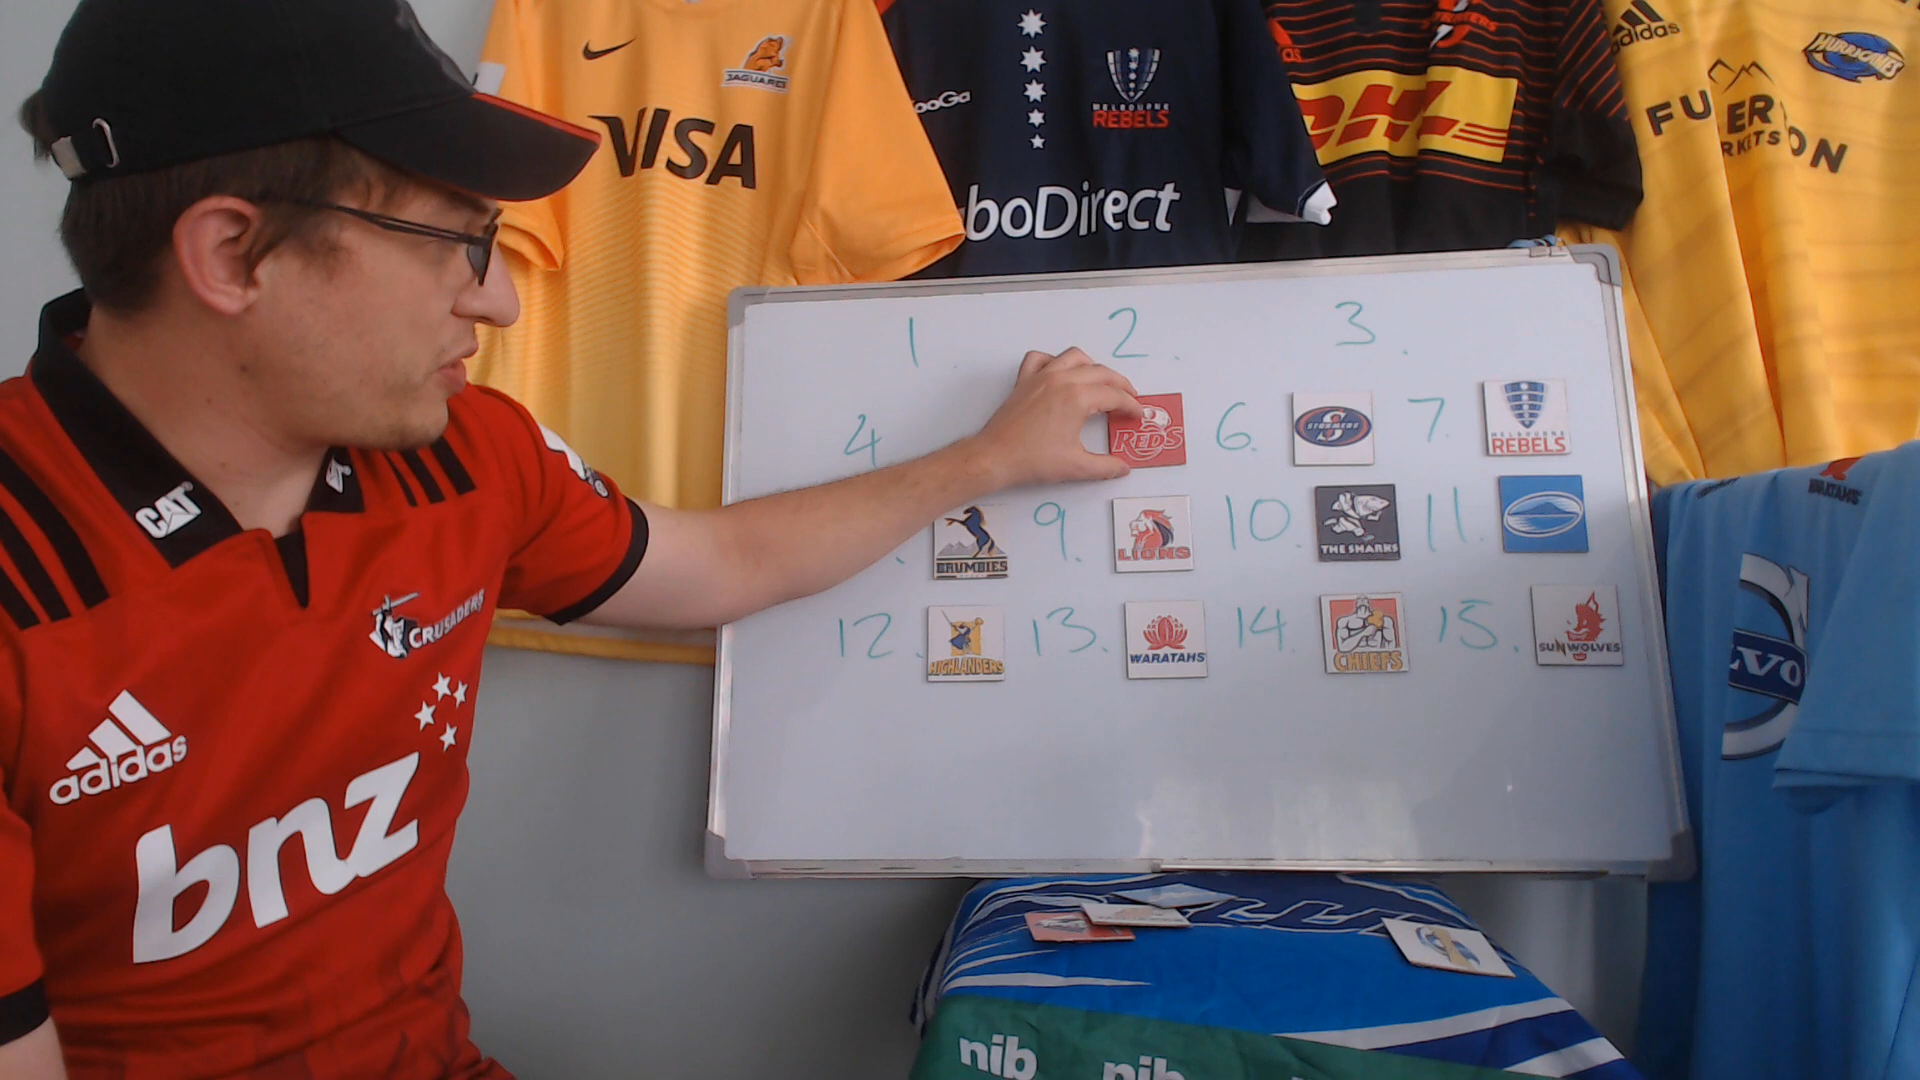 JAGUARES
VISA
MELBOURNE
REBELS
boDirect
DHL
adidas
HURRICANES
1
2.
3.
4
REDS
6.
STORMERS
7.
MELBOURNE
REBELS
BRUMBIES
9.
LIONS
10.
THE SHARKS
11.
12.
HIGHLANDERS
13.
WARATAHS
14.
CHIEFS
15.
SUNWOLVES
CAT
CRUSADERS
adidas
bnz
WARATAHS
nib
nib